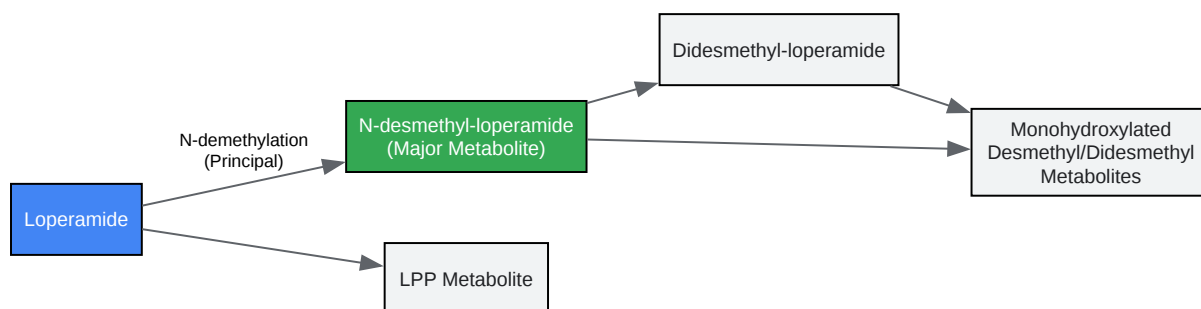 Loperamide
N-demethylation
(Principal)
N-desmethyl-loperamide
(Major Metabolite)
LPP Metabolite
Didesmethyl-loperamide
Monohydroxylated
Desmethyl/Didesmethyl
Metabolites